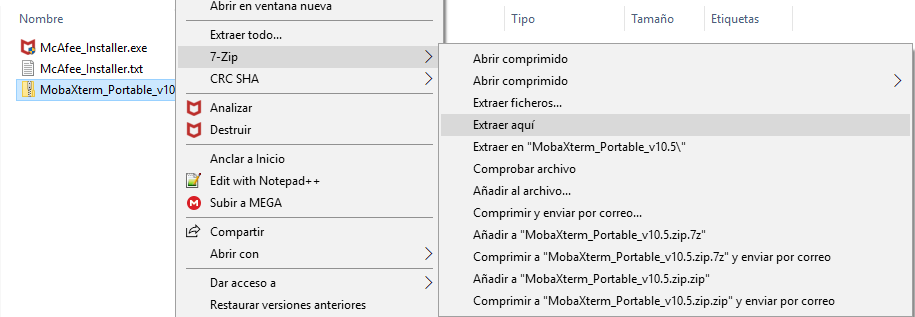 Nombre
Tipo
Tamaño
Etiquetas
McAfee_Installer.exe
McAfee_Installer.txt
MobaXterm_Portable_v10
Abrir en ventana nueva
Extraer todo...
7-Zip
CRC SHA
Analizar
Destruir
Anclar a Inicio
Edit with Notepad++
Subir a MEGA
Compartir
Abrir con
Dar acceso a
Restaurar versiones anteriores
Abrir comprimido
Abrir comprimido
Extraer ficheros...
Extraer aquí
Extraer en "MobaXterm_Portable_v10.5\"
Comprobar archivo
Añadir al archivo...
Comprimir y enviar por correo...
Añadir a "MobaXterm_Portable_v10.5.zip.7z"
Comprimir a "MobaXterm_Portable_v10.5.zip.7z" y enviar por correo
Añadir a "MobaXterm_Portable_v10.5.zip.zip"
Comprimir a "MobaXterm_Portable_v10.5.zip.zip" y enviar por correo